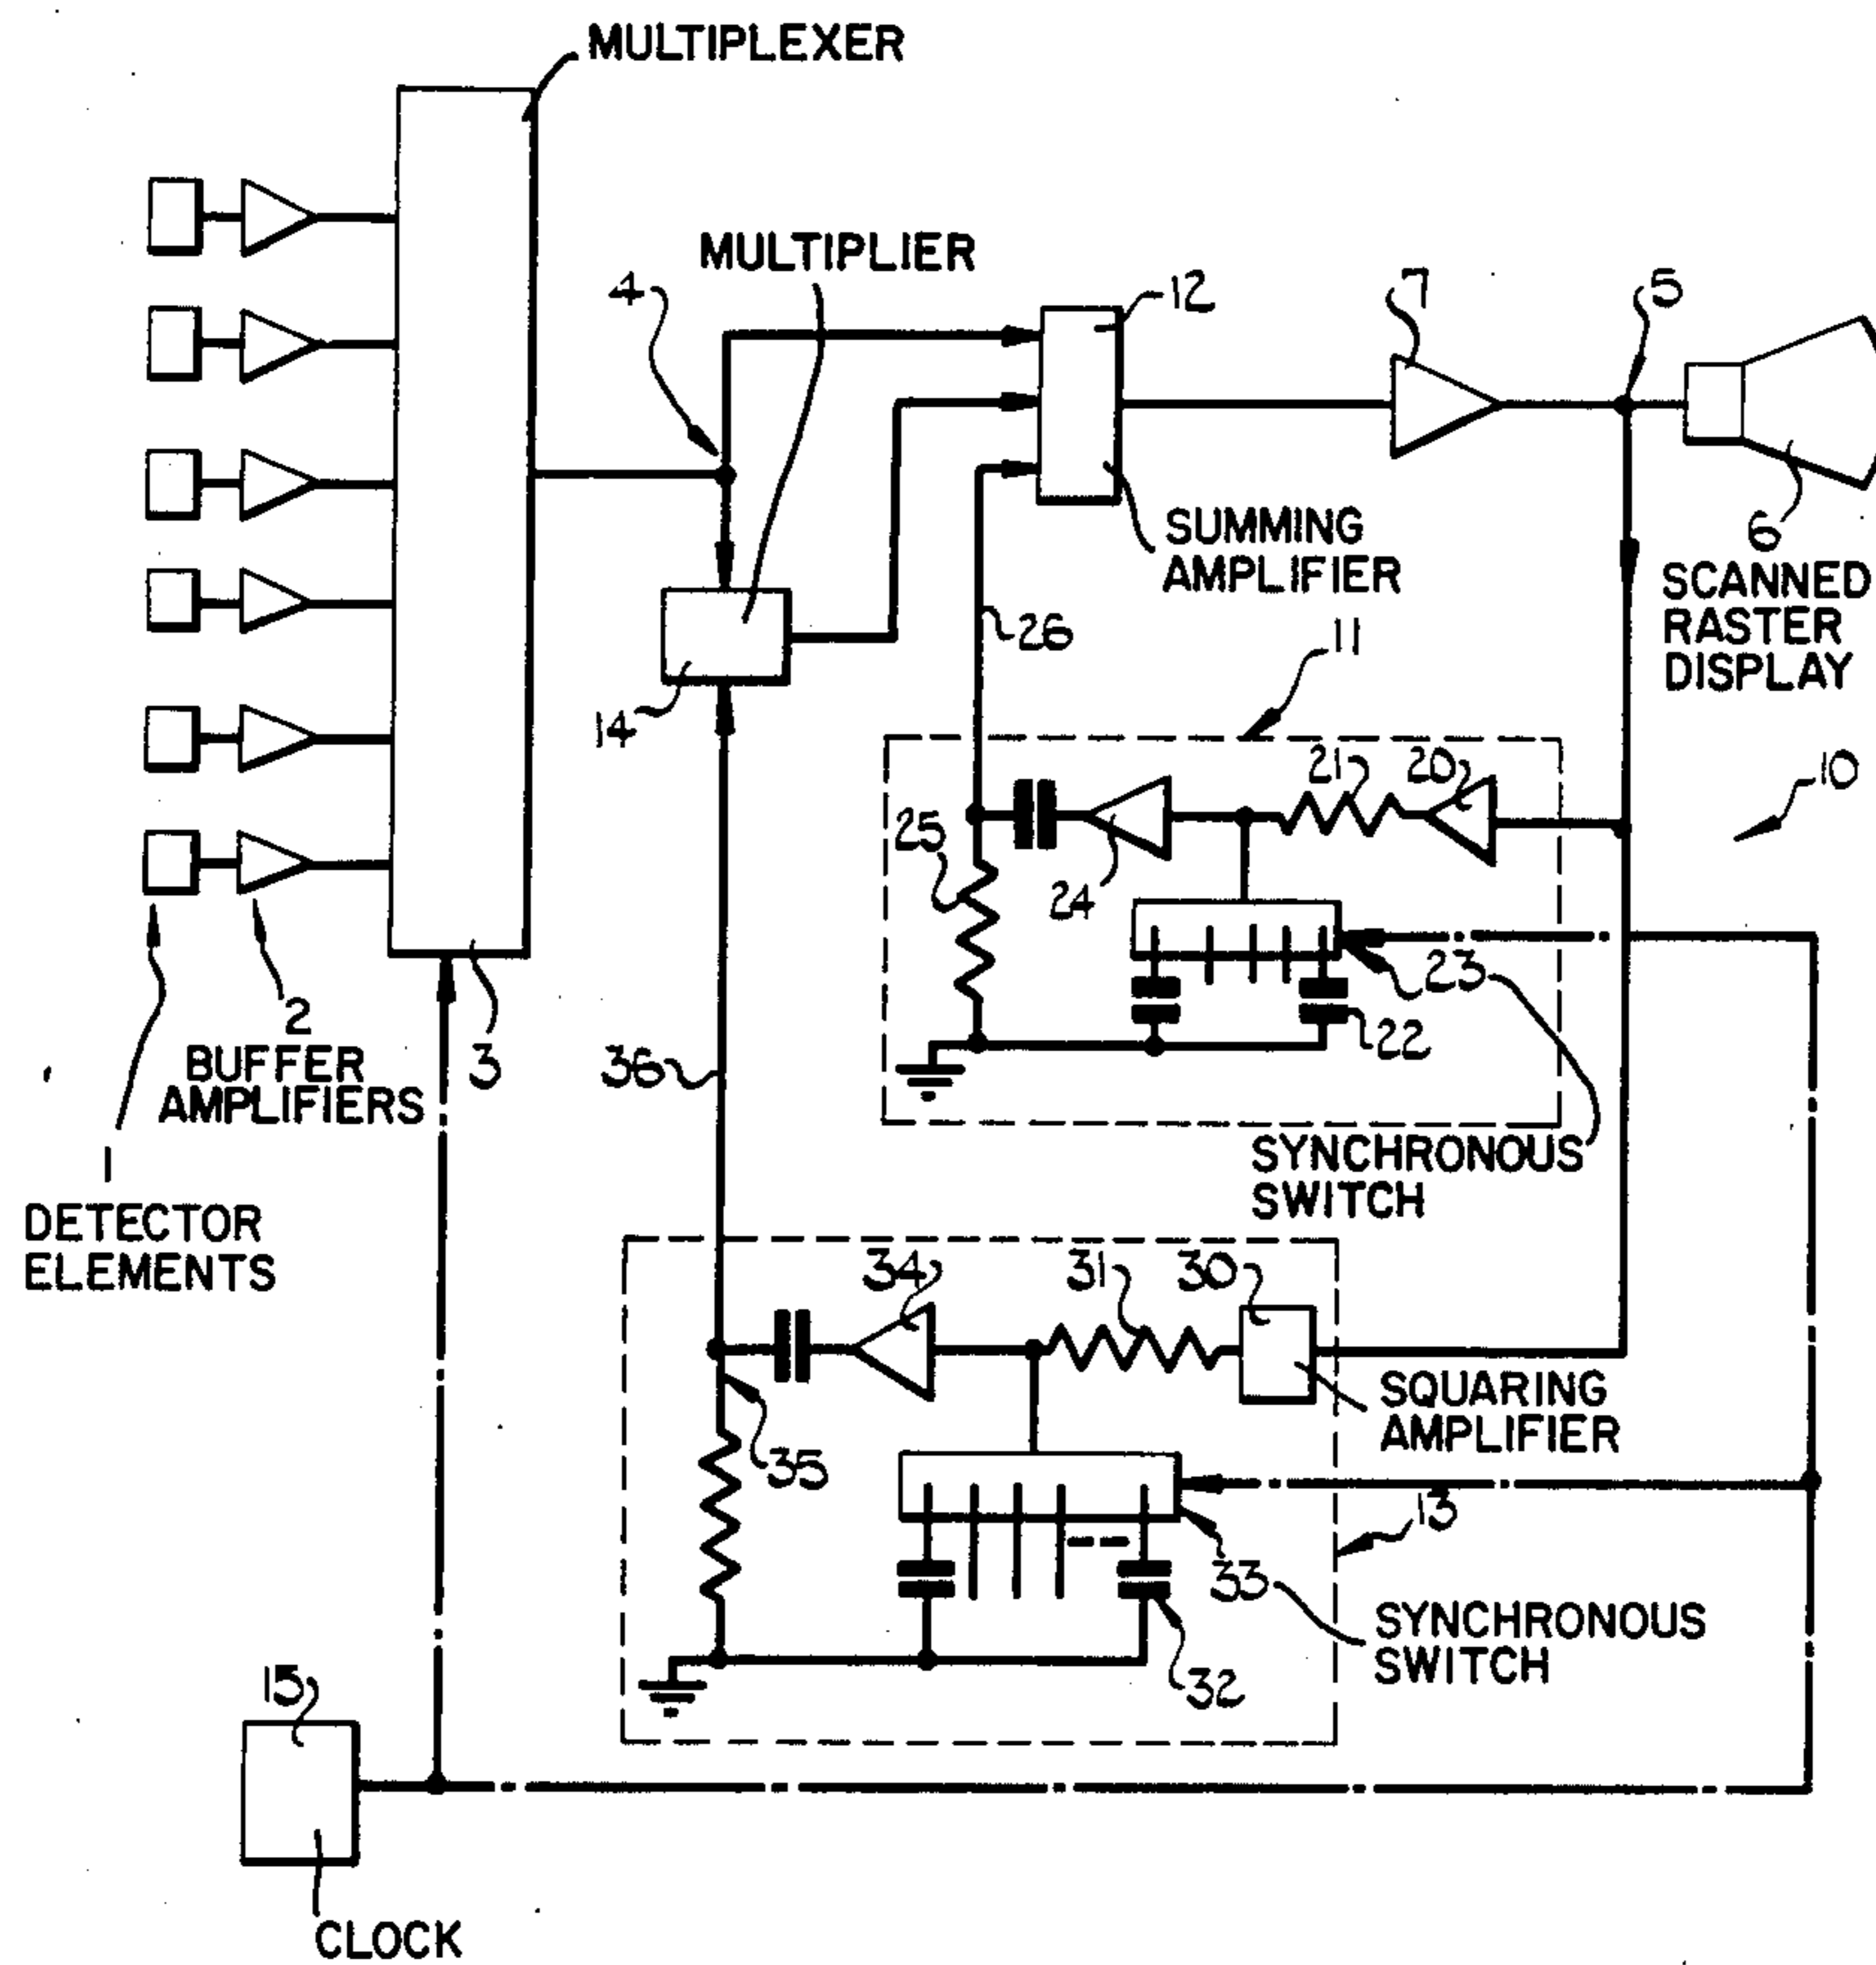 MULTIPLEXER
MULTIPLIER
4
12
7
5
SUMMING
AMPLIFIER
6
SCANNED
RASTER
DISPLAY
26
11
14
21
20
10
25
24
23
22
2
BUFFER
AMPLIFIERS
3
36
1
DETECTOR
ELEMENTS
SYNCHRONOUS
SWITCH
34
31
30
SQUARING
AMPLIFIER
35
13
33
SYNCHRONOUS
SWITCH
32
15
CLOCK